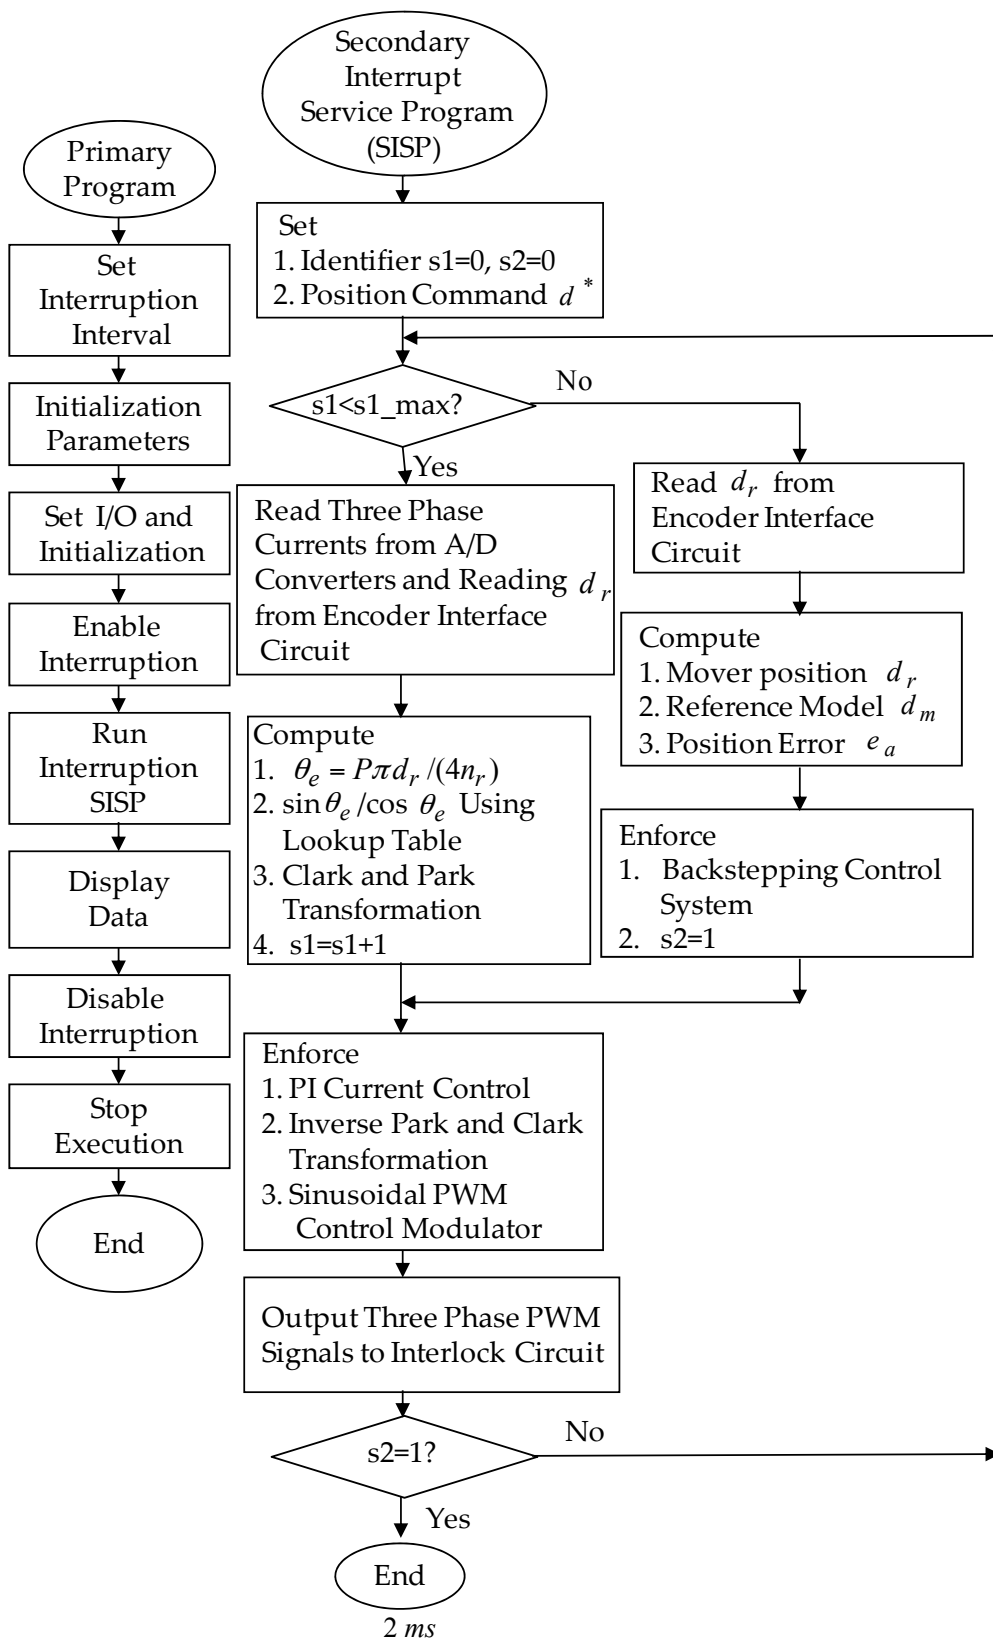 Primary
Program
Set
Interruption
Interval
Initialization
Parameters
Set I/O and
Initialization
Enable
Interruption
Run
Interruption
SISP
Display
Data
Disable
Interruption
Stop
Execution
End
Secondary
Interrupt
Service Program
(SISP)
Set
1. Identifier s1=0, s2=0
2. Position Command d*
s1<s1_max?
No
Yes
Read Three Phase
Currents from A/D
Converters and Reading d_r
from Encoder Interface
Circuit
Compute
1. θ_e = Pπd_r/(4n_r)
2. sin θ_e/cos θ_e Using
Lookup Table
3. Clark and Park
Transformation
4. s1=s1+1
Read d_r from
Encoder Interface
Circuit
Compute
1. Mover position d_r
2. Reference Model d_m
3. Position Error e_a
Enforce
1. Backstepping Control
System
2. s2=1
Enforce
1. PI Current Control
2. Inverse Park and Clark
Transformation
3. Sinusoidal PWM
Control Modulator
Output Three Phase PWM
Signals to Interlock Circuit
s2=1?
No
Yes
End
2 ms